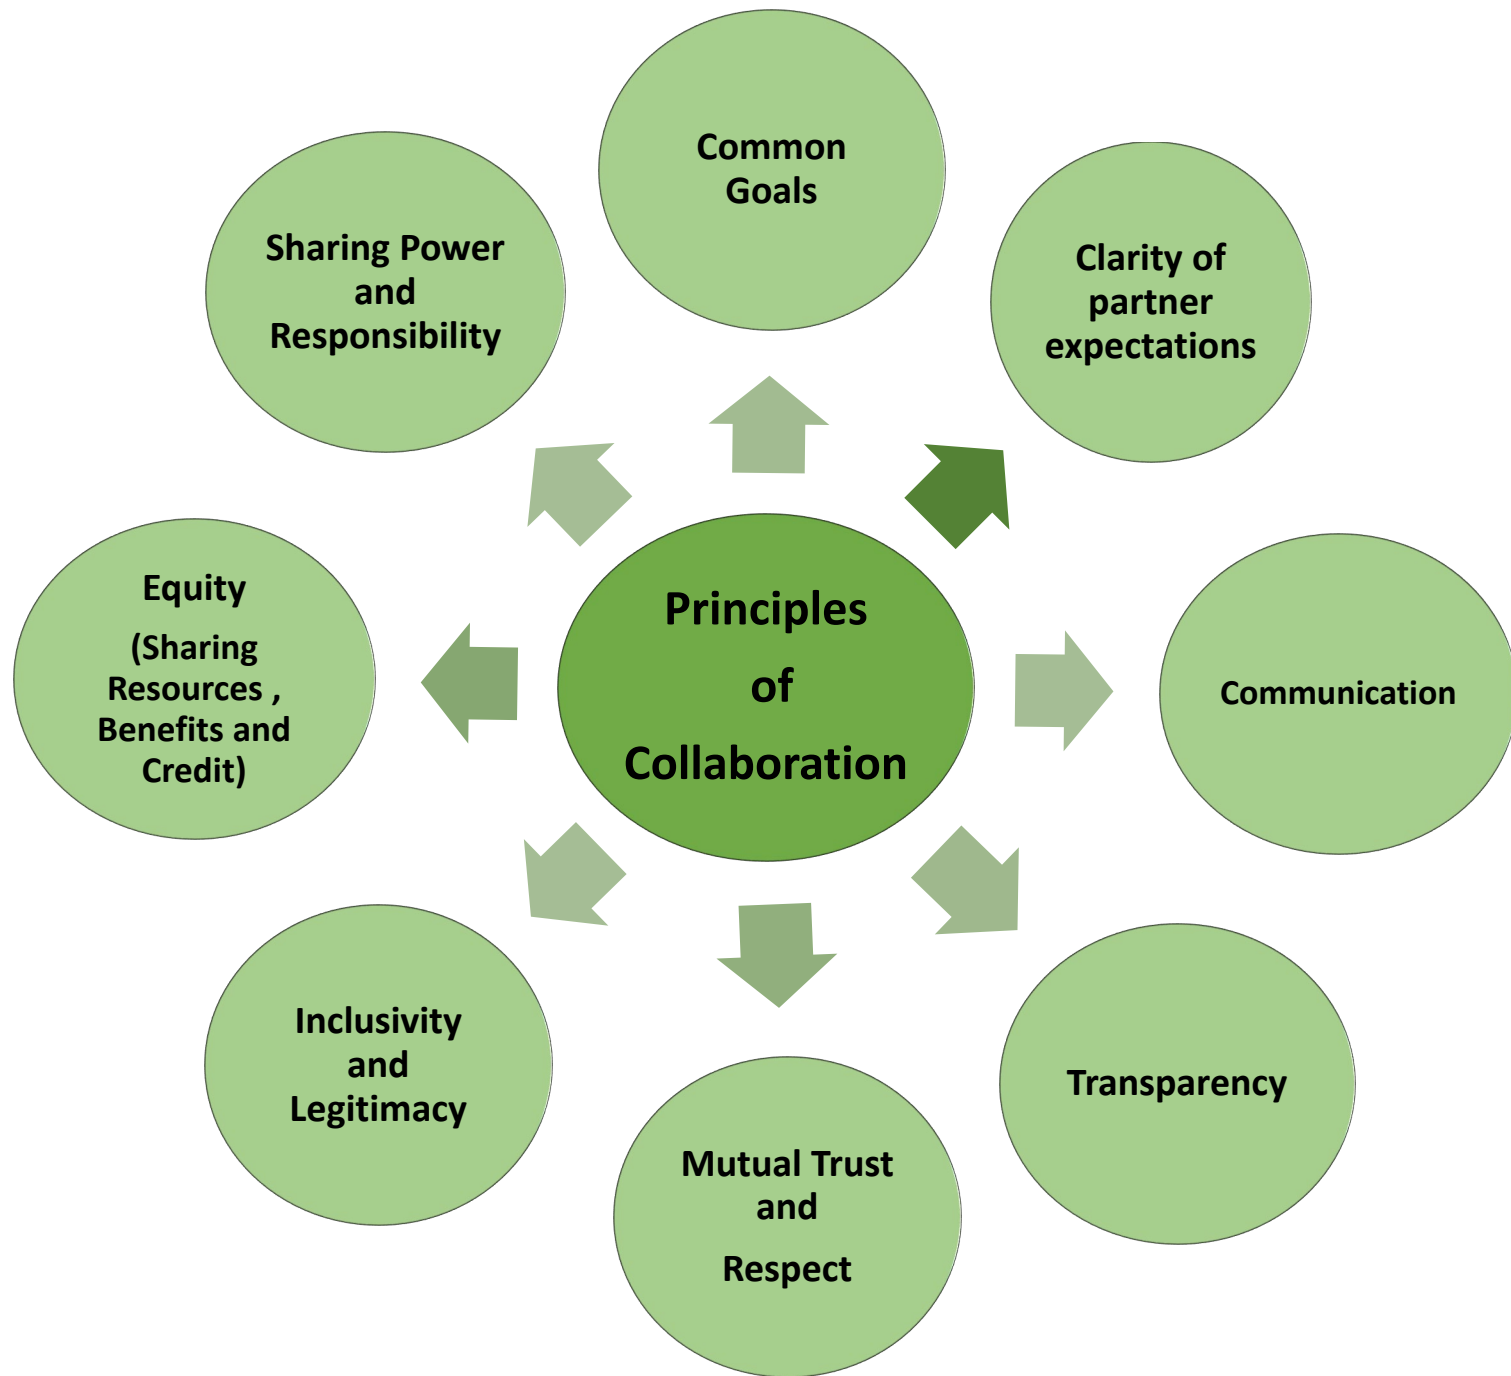 Common
Goals
Clarity of
partner
expectations
Sharing Power
and
Responsibility
Equity
(Sharing
Resources ,
Benefits and
Credit)
Principles
of
Collaboration
Communication
Inclusivity
and
Legitimacy
Transparency
Mutual Trust
and
Respect